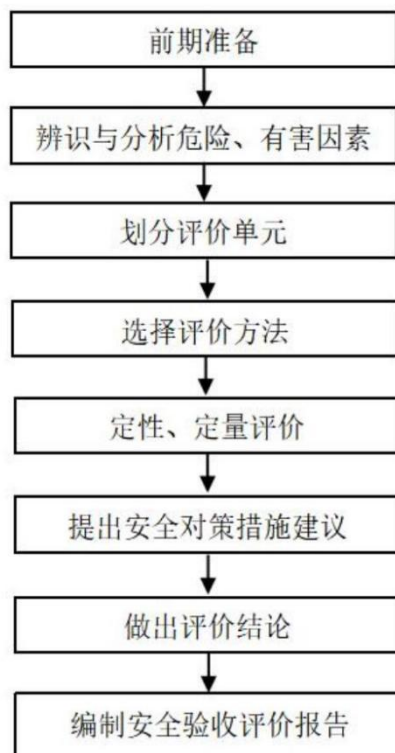 前期准备
辨识与分析危险、有害因素
划分评价单元
选择评价方法
定性、定量评价
提出安全对策措施建议
做出评价结论
编制安全验收评价报告